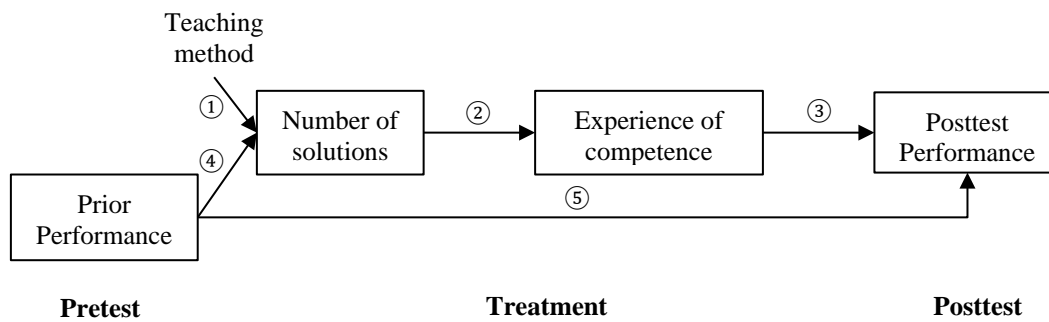 Teaching
method
①
②
③
Number of
solutions
Experience of
competence
Posttest
Performance
④
⑤
Prior
Performance
Pretest
Treatment
Posttest